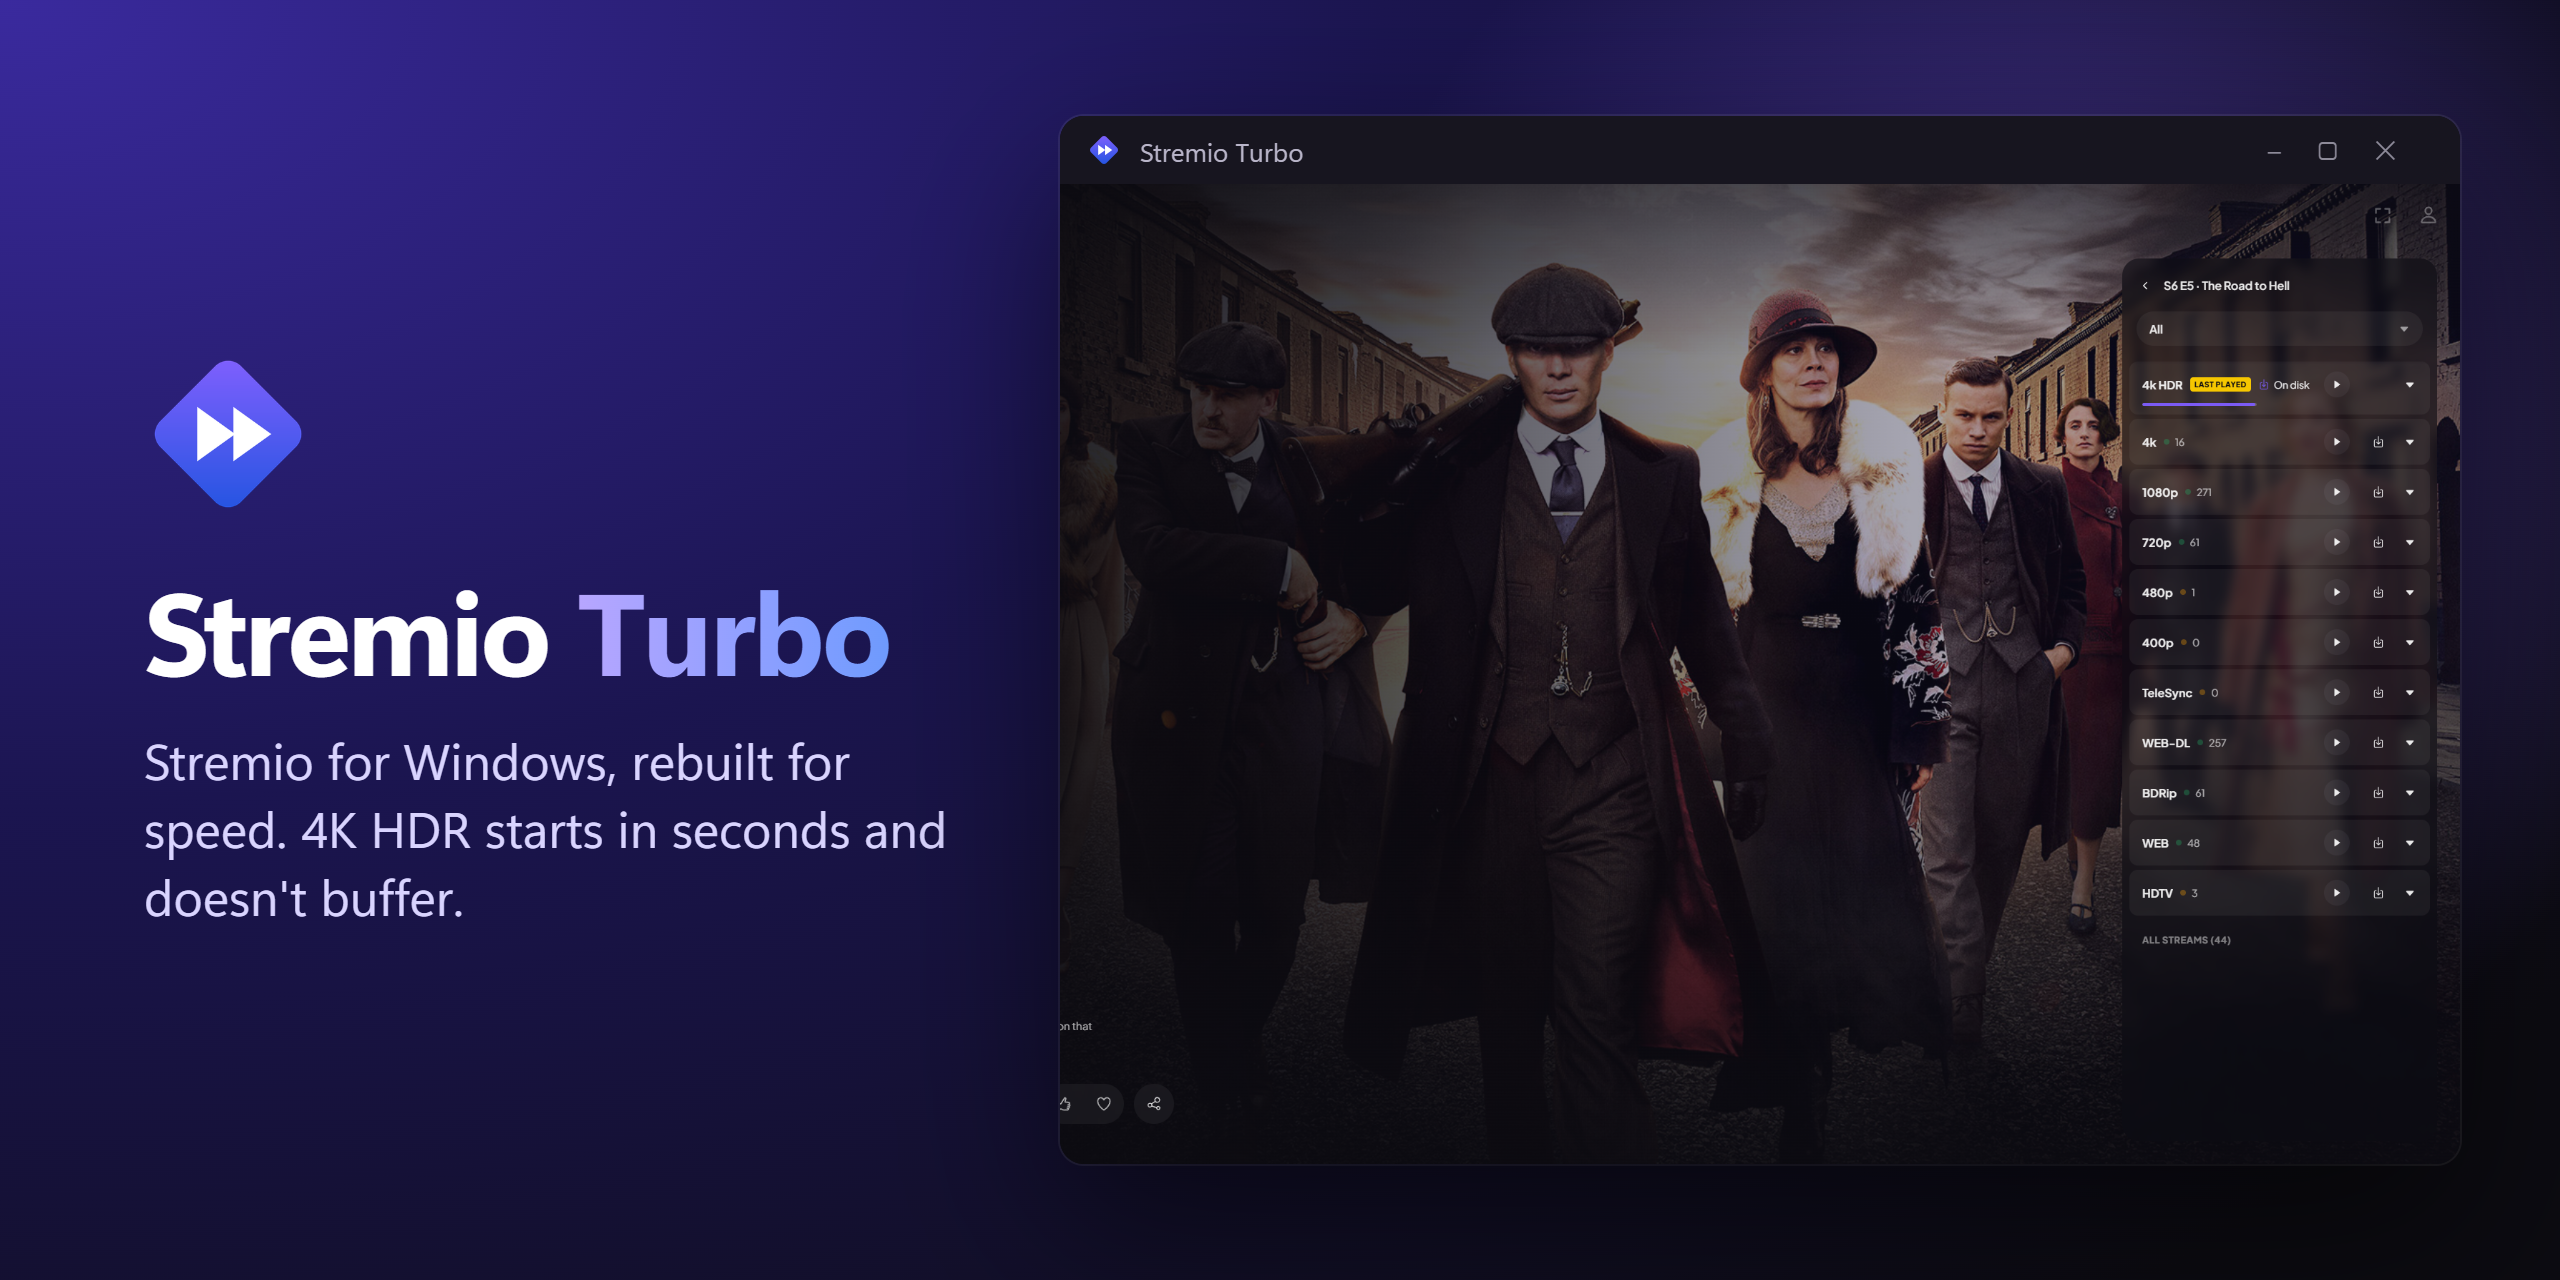 Stremio Turbo
Stremio for Windows, rebuilt for
speed. 4K HDR starts in seconds and
doesn't buffer.
Stremio Turbo
S6 E5 · The Road to Hell
All
4k HDR LAST PLAYED On disk
4k 16
1080p 271
720p 61
480p 1
400p 0
TeleSync 0
WEB-DL 257
BDRip 61
WEB 48
HDTV 3
ALL STREAMS (44)
on that